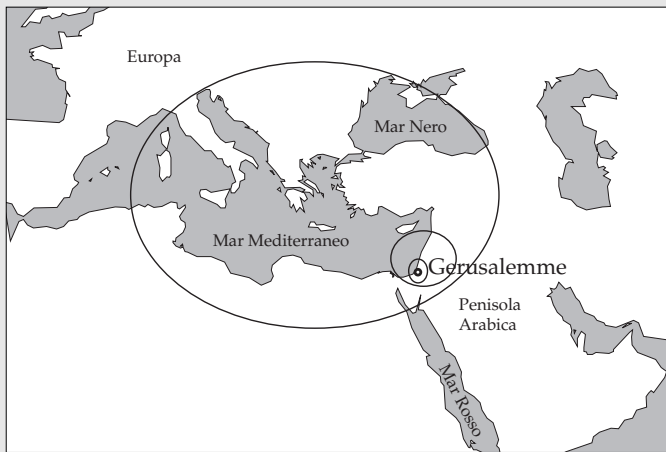 Europa
Mar Nero
Mar Mediterraneo
Gerusalemme
Penisola
Arabica
Mar Rosso